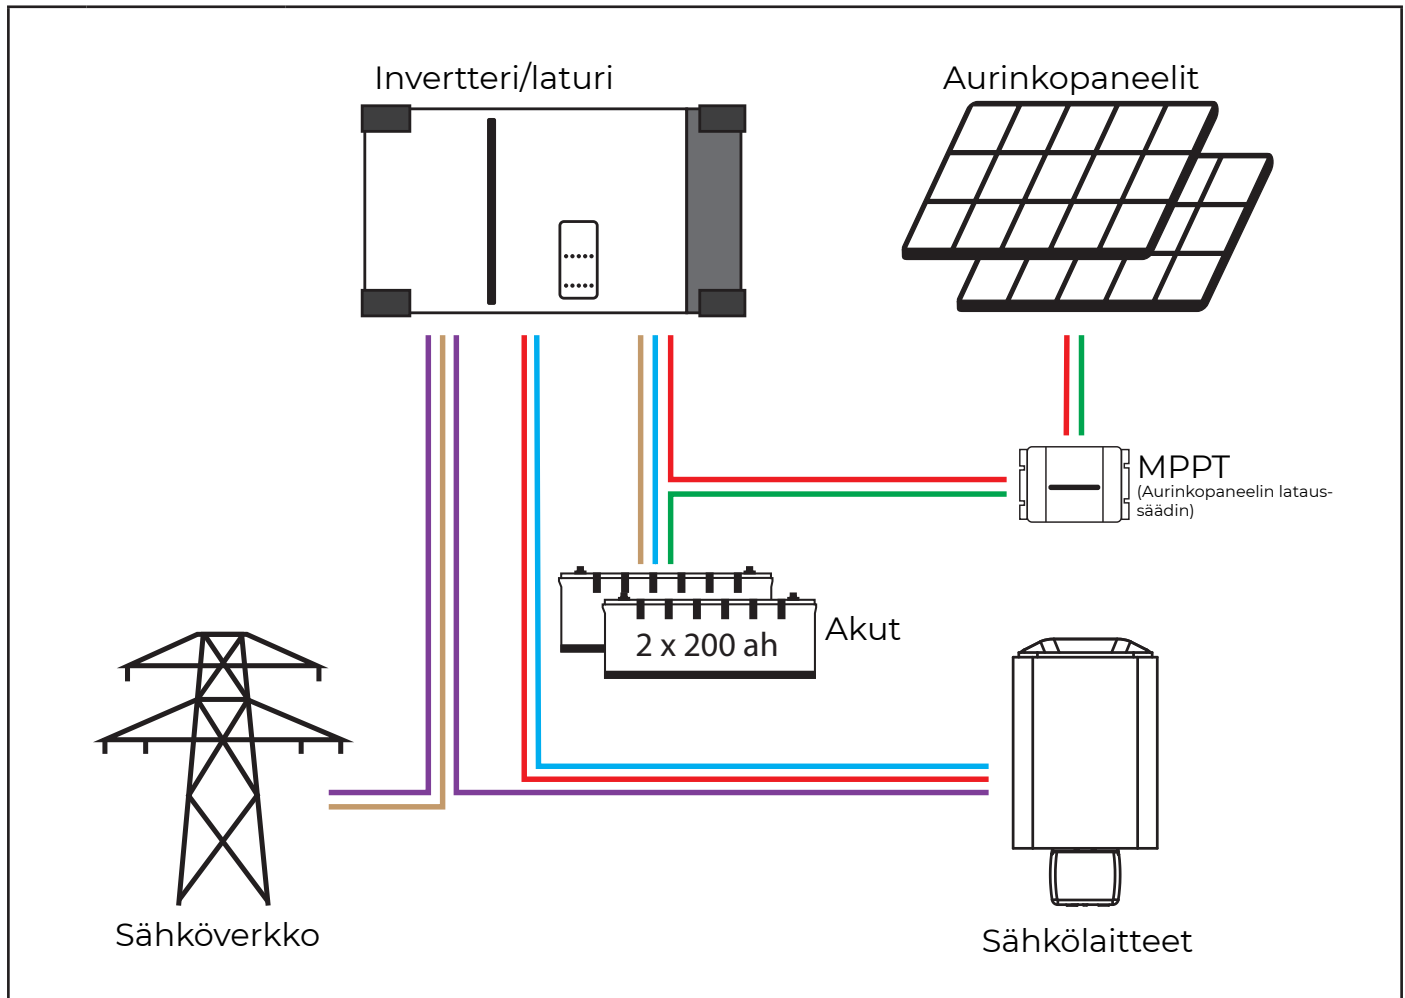 Invertteri/laturi
Aurinkopaneelit
MPPT
(Aurinkopaneelin lataus-
säädin)
Akut
2 x 200 ah
Sähköverkko
Sähkölaitteet